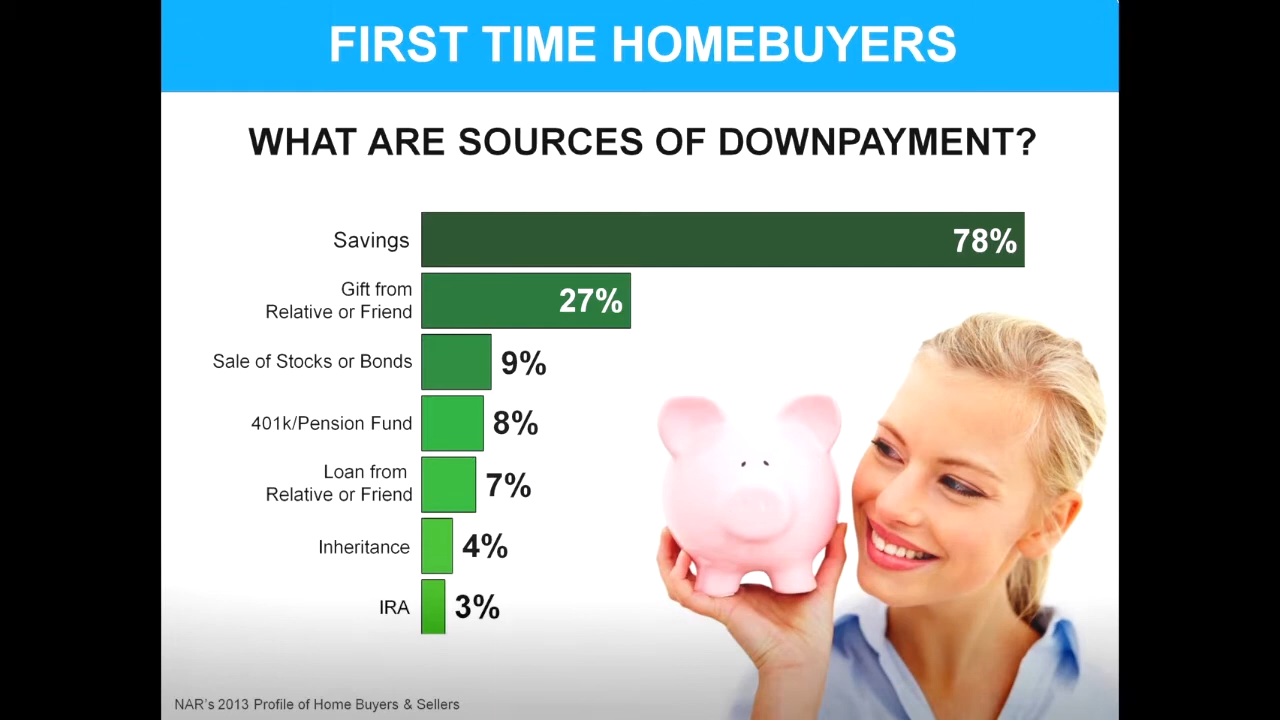 FIRST TIME HOMEBUYERS
WHAT ARE SOURCES OF DOWNPAYMENT?
Savings 78%
Gift from
Relative or Friend 27%
Sale of Stocks or Bonds 9%
401k/Pension Fund 8%
Loan from
Relative or Friend 7%
Inheritance 4%
IRA 3%
NAR's 2013 Profile of Home Buyers & Sellers